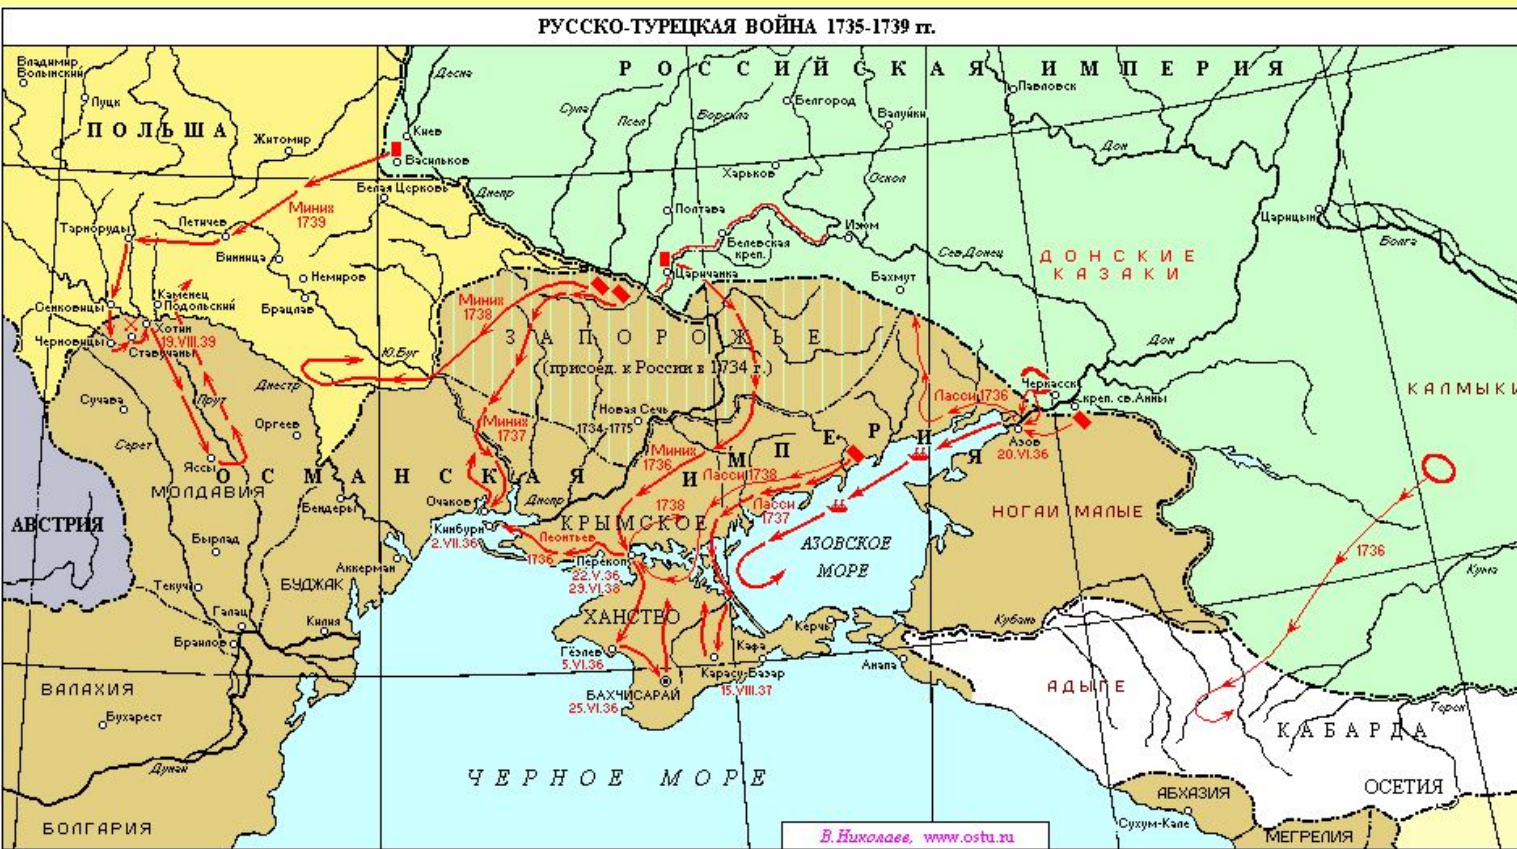 РУССКО-ТУРЕЦКАЯ ВОЙНА 1735-1739 гг.
РОССИЙСКАЯ ИМПЕРИЯ
Владимир
Волынский
Луцк
ПОЛЬША
Житомир
Десна
Киев
Васильков
Белая Церковь
Днепр
Сула
Псел
Ворскла
Белгород
Валуйки
Павловск
Дон
Харьков
Оскол
Полтава
Белевская
креп.
Изюм
Сев.Донец
Царичанка
Бахмут
ДОНСКИЕ
КАЗАКИ
Царицын
Волга
Миних
1739
Тарноруды
Летичев
Винница
Немиров
Брацлав
Сенковицы
Каменец
Подольский
Хотин
19.VIII.39
Черновицы
Ставучаны
Миних
1738
Ю.Буг
ЗАПОРОЖЬЕ
(присоед. к России в 1734 г.)
Дон
Черкасск
креп. св.Анны
КАЛМЫКИ
Ласси 1736
Азов
20.VI.36
Днестр
Прут
Сучава
Серет
Оргеев
Яссы
Новая Сечь
1734-1775
Миних
1737
Миних
1736
ОСМАНСКАЯ ИМПЕРИЯ
Ласси 1738
Ласси
1737
1738
МОЛДАВИЯ
Бендеры
Очаков
Днепр
АВСТРИЯ
Кинбурн
2.VII.36
КРЫМСКОЕ
Леонтьев
1736
Перекоп
22.V.36
29.VI.38
НОГАИ МАЛЫЕ
АЗОВСКОЕ
МОРЕ
1736
Кума
Бырлад
Аккерман
Текуч
БУДЖАК
Галац
Килия
Браилов
ХАНСТВО
Керчь
Кубань
Гёзлев
5.VI.36
Кафа
Карасу-Базар
15.VIII.37
Анапа
БАХЧИСАРАЙ
25.VI.36
ВАЛАХИЯ
Бухарест
АДЫГЕ
Терек
КАБАРДА
Дунай
ЧЕРНОЕ МОРЕ
ОСЕТИЯ
АБХАЗИЯ
Сухум-Кале
БОЛГАРИЯ
МЕГРЕЛИЯ
В.Николаев, www.ostu.ru